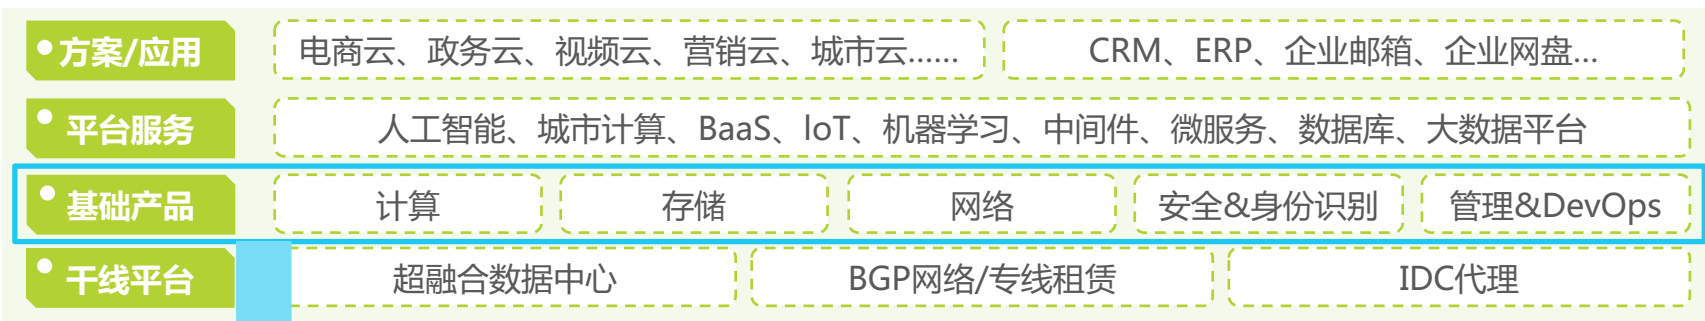 方案/应用 电商云、政务云、视频云、营销云、城市云...... CRM、ERP、企业邮箱、企业网盘...
平台服务 人工智能、城市计算、BaaS、IoT、机器学习、中间件、微服务、数据库、大数据平台
基础产品 计算 存储 网络 安全&身份识别 管理&DevOps
干线平台 超融合数据中心 BGP网络/专线租赁 IDC代理